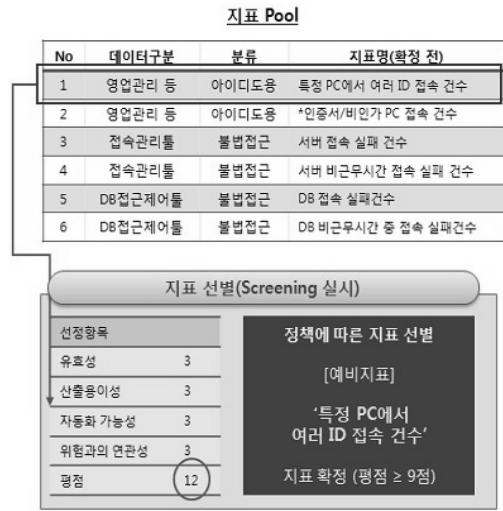 지표 Pool
No 데이터구분 분류 지표명(확정 전)
1 영업관리 등 아이디도용 특정 PC에서 여러 ID 접속 건수
2 영업관리 등 아이디도용 *인증서/비인가 PC 접속 건수
3 접속관리툴 불법접근 서버 접속 실패 건수
4 접속관리툴 불법접근 서버 비근무시간 접속 실패 건수
5 DB접근제어툴 불법접근 DB 접속 실패건수
6 DB접근제어툴 불법접근 DB 비근무시간 중 접속 실패건수
지표 선별(Screening 실시)
선정항목
유효성 3
산출용이성 3
자동화 가능성 3
위험과의 연관성 3
평점 12
정책에 따른 지표 선별
[예비지표]
‘특정 PC에서
여러 ID 접속 건수’
지표 확정 (평점 ≥ 9점)